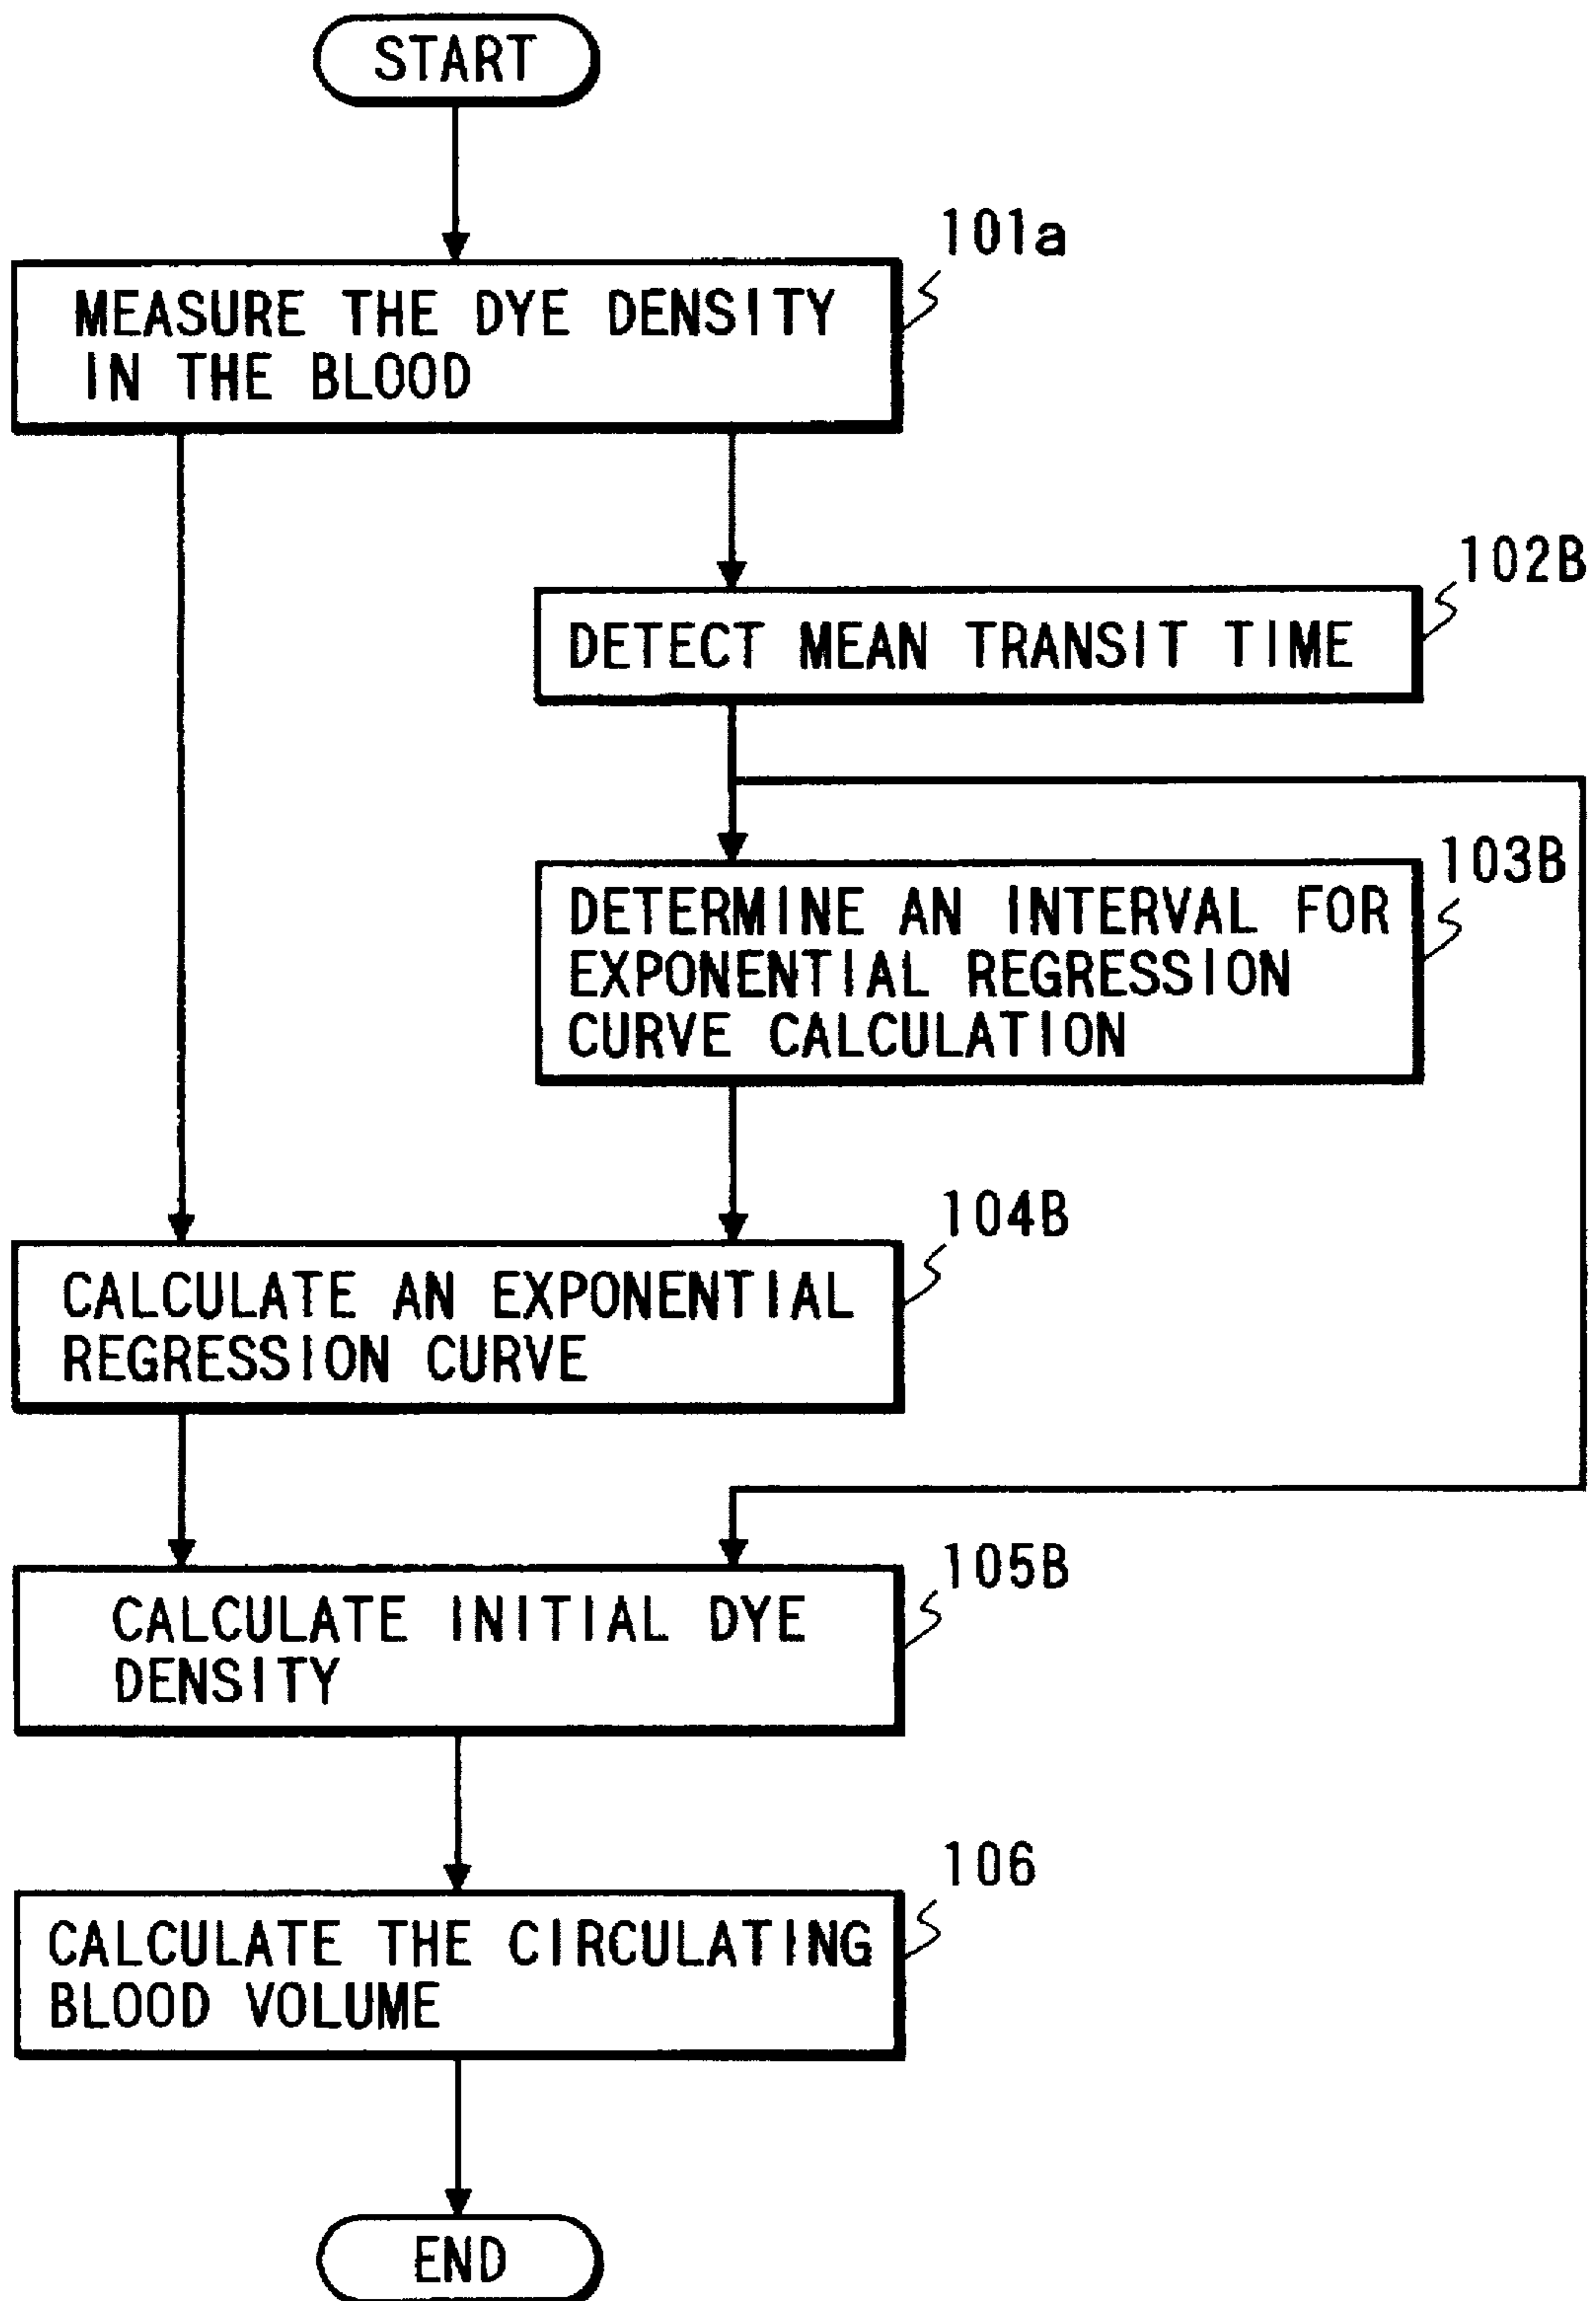 START
101a
MEASURE THE DYE DENSITY
IN THE BLOOD
102B
DETECT MEAN TRANSIT TIME
103B
DETERMINE AN INTERVAL FOR
EXPONENTIAL REGRESSION
CURVE CALCULATION
104B
CALCULATE AN EXPONENTIAL
REGRESSION CURVE
105B
CALCULATE INITIAL DYE
DENSITY
106
CALCULATE THE CIRCULATING
BLOOD VOLUME
END